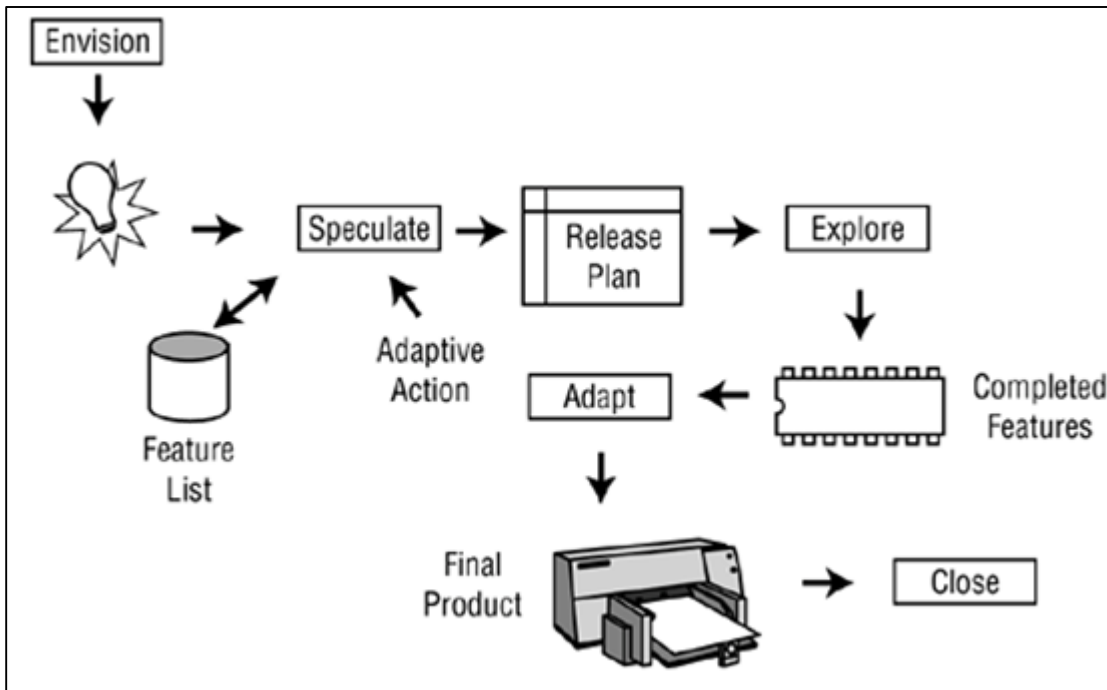 Envision
Speculate
Release
Plan
Explore
Adaptive
Action
Adapt
Completed
Features
Feature
List
Final
Product
Close